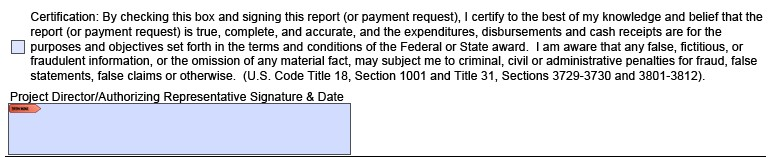 Certification: By checking this box and signing this report (or payment request), I certify to the best of my knowledge and belief that the
report (or payment request) is true, complete, and accurate, and the expenditures, disbursements and cash receipts are for the
purposes and objectives set forth in the terms and conditions of the Federal or State award.  I am aware that any false, fictitious, or
fraudulent information, or the omission of any material fact, may subject me to criminal, civil or administrative penalties for fraud, false
statements, false claims or otherwise.  (U.S. Code Title 18, Section 1001 and Title 31, Sections 3729-3730 and 3801-3812).
Project Director/Authorizing Representative Signature & Date